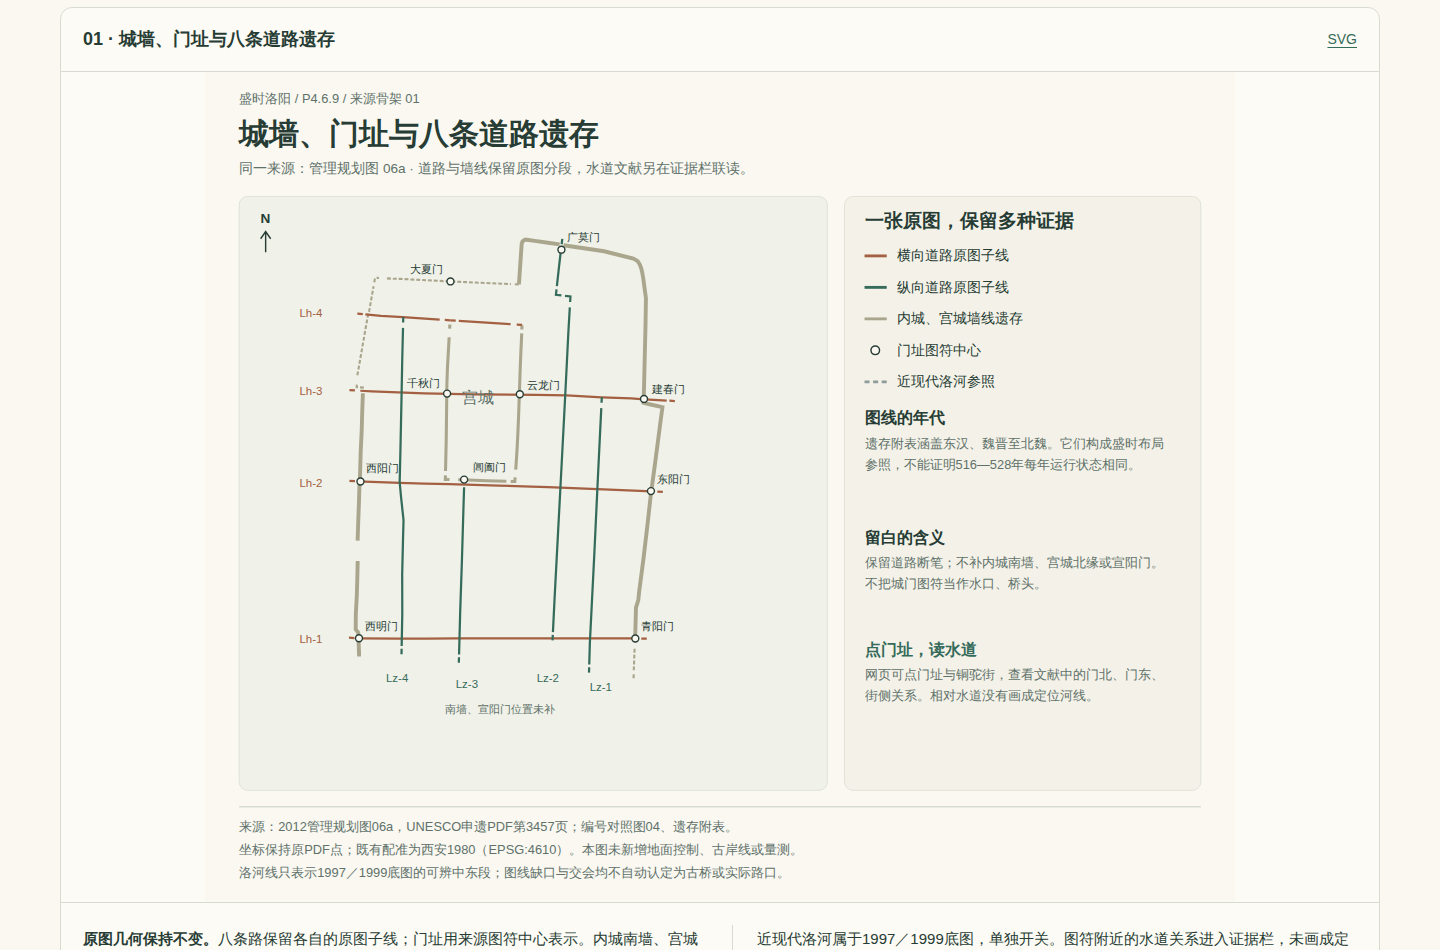 01 · 城墙、门址与八条道路遗存
SVG
盛时洛阳 / P4.6.9 / 来源骨架 01
城墙、门址与八条道路遗存
同一来源：管理规划图 06a · 道路与墙线保留原图分段，水道文献另在证据栏联读。
N
广莫门
大夏门
Lh-4
Lh-3
千秋门
宫城
云龙门
建春门
西阳门
阊阖门
东阳门
Lh-2
西明门
青阳门
Lh-1
Lz-4
Lz-3
Lz-2
Lz-1
南墙、宣阳门位置未补
一张原图，保留多种证据
横向道路原图子线
纵向道路原图子线
内城、宫城墙线遗存
门址图符中心
近现代洛河参照
图线的年代
遗存附表涵盖东汉、魏晋至北魏。它们构成盛时布局
参照，不能证明516—528年每年运行状态相同。
留白的含义
保留道路断笔；不补内城南墙、宫城北缘或宣阳门。
不把城门图符当作水口、桥头。
点门址，读水道
网页可点门址与铜驼街，查看文献中的门北、门东、
街侧关系。相对水道没有画成定位河线。
来源：2012管理规划图06a，UNESCO申遗PDF第3457页；编号对照图04、遗存附表。
坐标保持原PDF点；既有配准为西安1980（EPSG:4610）。本图未新增地面控制、古岸线或量测。
洛河线只表示1997／1999底图的可辨中东段；图线缺口与交会均不自动认定为古桥或实际路口。
原图几何保持不变。八条路保留各自的原图子线；门址用来源图符中心表示。内城南墙、宫城
近现代洛河属于1997／1999底图，单独开关。图符附近的水道关系进入证据栏，未画成定